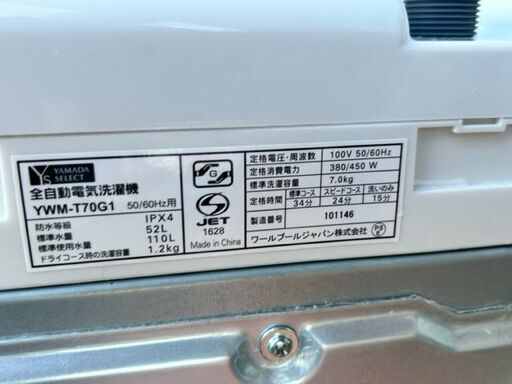 YS YAMADA SELECT
全自動電気洗濯機
YWM-T70G1 50/60Hz用
防水等級 IPX4
標準水量 52L
標準使用水量 110L
ドライコース時の洗濯容量 1.2kg
S G
JET
1628
Made in China
定格電圧・周波数 100V 50/60Hz
定格消費電力 380/450 W
定格洗濯容量 7.0kg
定格時間 標準コース スピードコース 洗いのみ
34分 24分 15分
製造番号 101146
ワールプールジャパン株式会社 PS E